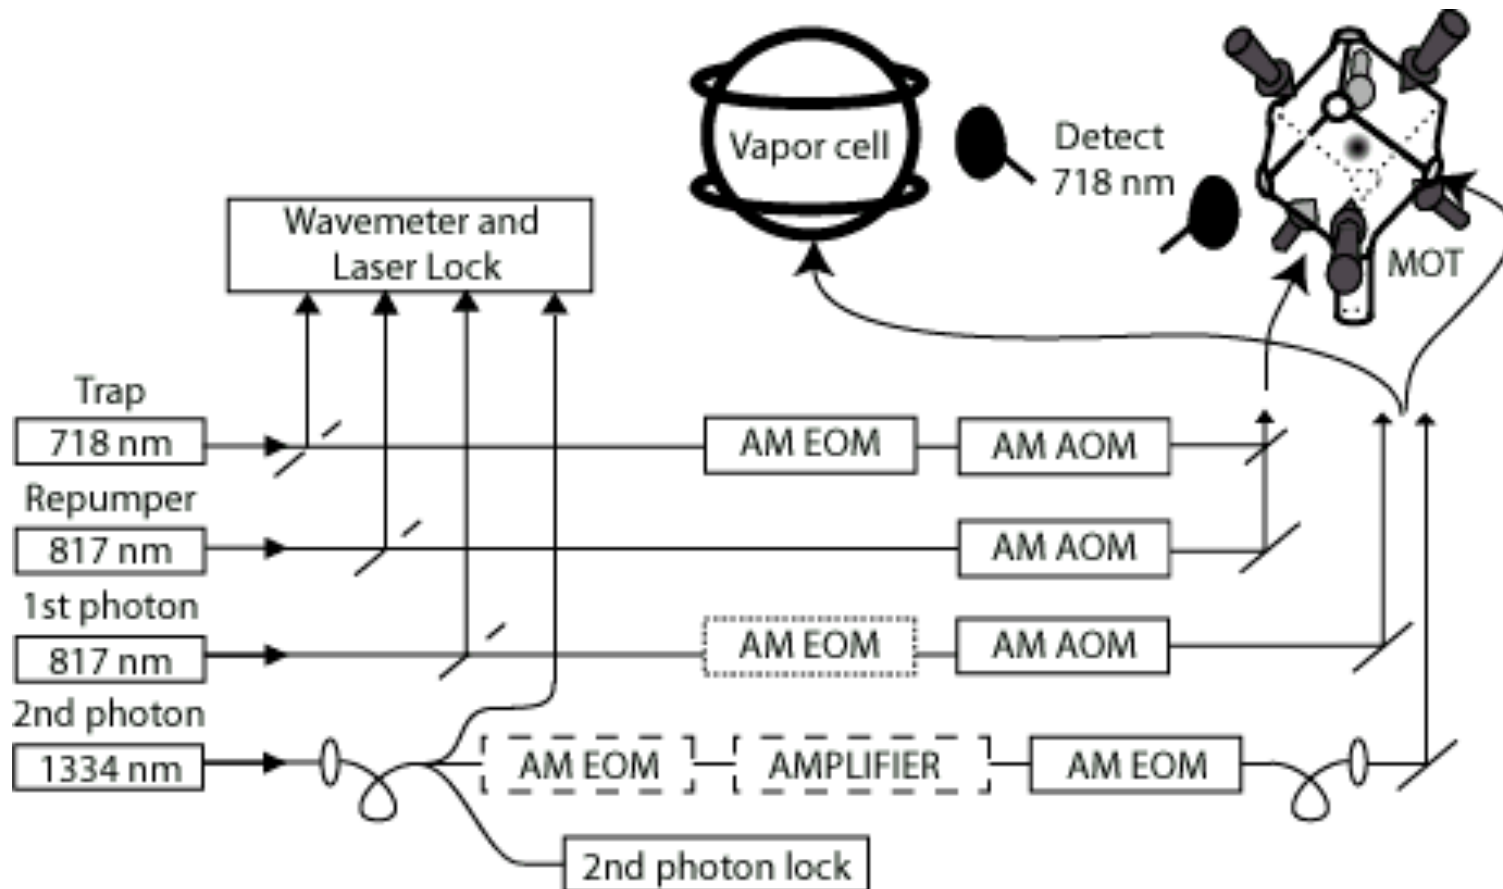 Vapor cell
Detect
718 nm
MOT
Wavemeter and
Laser Lock
Trap
718 nm
AM EOM
AM AOM
Repumper
817 nm
AM AOM
1st photon
817 nm
AM EOM
AM AOM
2nd photon
1334 nm
AM EOM
AMPLIFIER
AM EOM
2nd photon lock